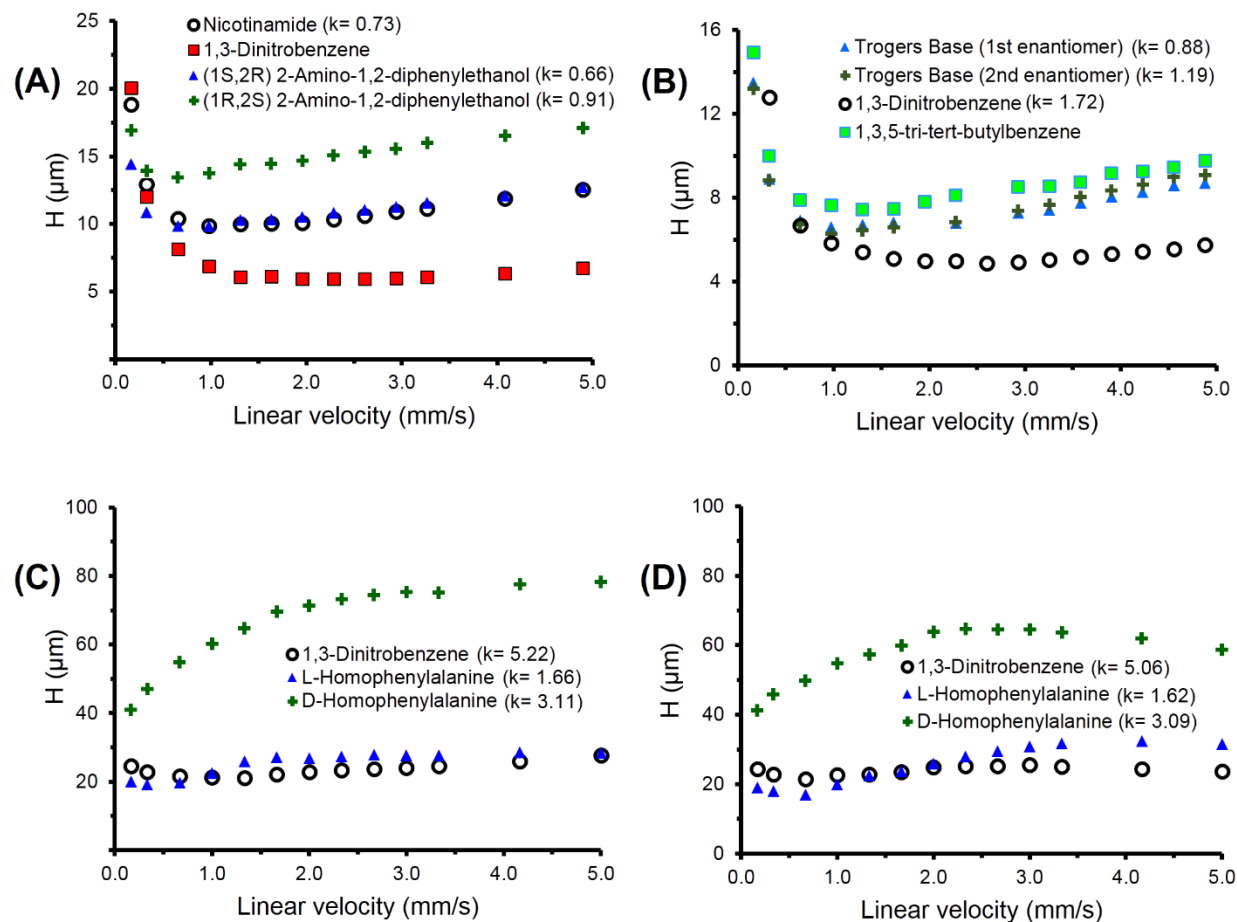 (A)
H (μm)
25
20
15
10
5
0.0 1.0 2.0 3.0 4.0 5.0
Linear velocity (mm/s)
Nicotinamide (k= 0.73)
1,3-Dinitrobenzene
(1S,2R) 2-Amino-1,2-diphenylethanol (k= 0.66)
(1R,2S) 2-Amino-1,2-diphenylethanol (k= 0.91)
(B)
H (μm)
16
12
8
4
0
0.0 1.0 2.0 3.0 4.0 5.0
Linear velocity (mm/s)
Trogers Base (1st enantiomer) (k= 0.88)
Trogers Base (2nd enantiomer) (k= 1.19)
1,3-Dinitrobenzene (k= 1.72)
1,3,5-tri-tert-butylbenzene
(C)
H (μm)
100
80
60
40
20
0
0.0 1.0 2.0 3.0 4.0 5.0
Linear velocity (mm/s)
1,3-Dinitrobenzene (k= 5.22)
L-Homophenylalanine (k= 1.66)
D-Homophenylalanine (k= 3.11)
(D)
H (μm)
100
80
60
40
20
0
0.0 1.0 2.0 3.0 4.0 5.0
Linear velocity (mm/s)
1,3-Dinitrobenzene (k= 5.06)
L-Homophenylalanine (k= 1.62)
D-Homophenylalanine (k= 3.09)